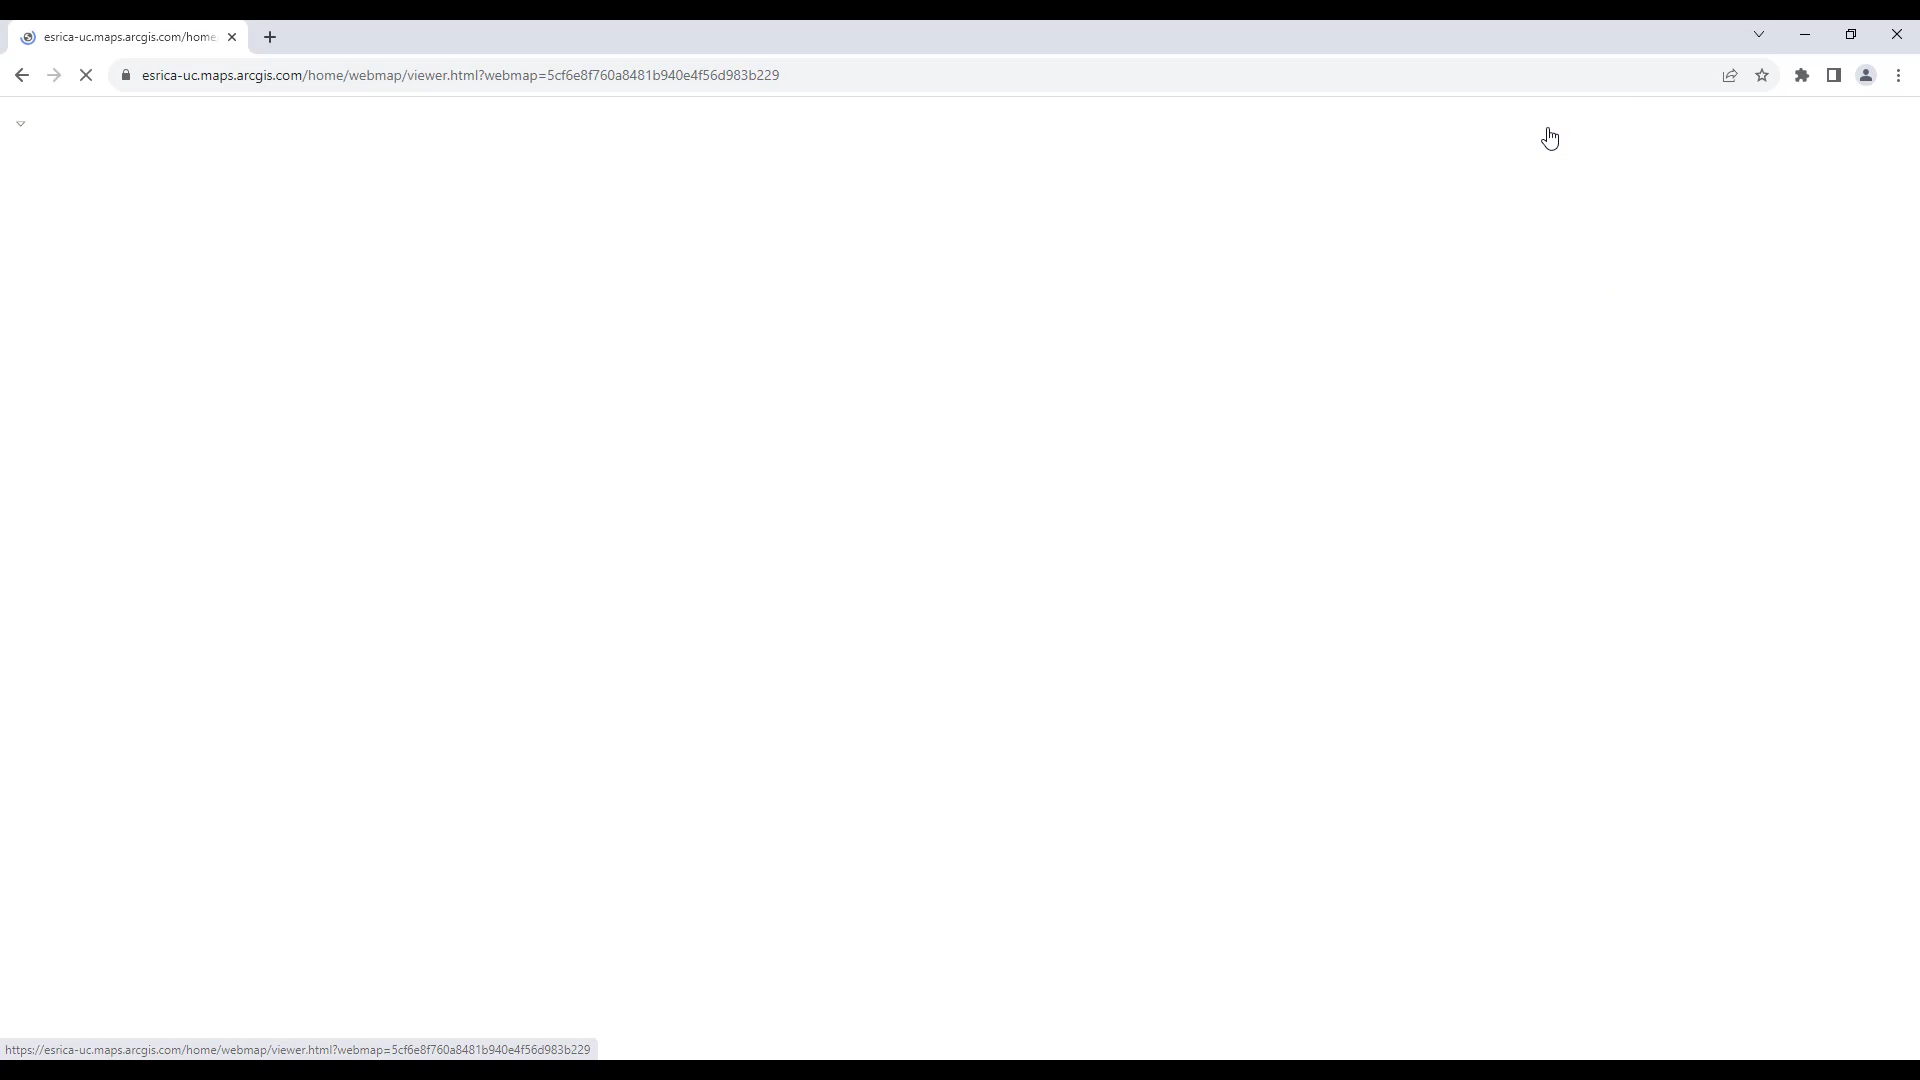 esrica-uc.maps.arcgis.com/home
esrica-uc.maps.arcgis.com/home/webmap/viewer.html?webmap=5cf6e8f760a8481b940e4f56d983b229
https://esrica-uc.maps.arcgis.com/home/webmap/viewer.html?webmap=5cf6e8f760a8481b940e4f56d983b229